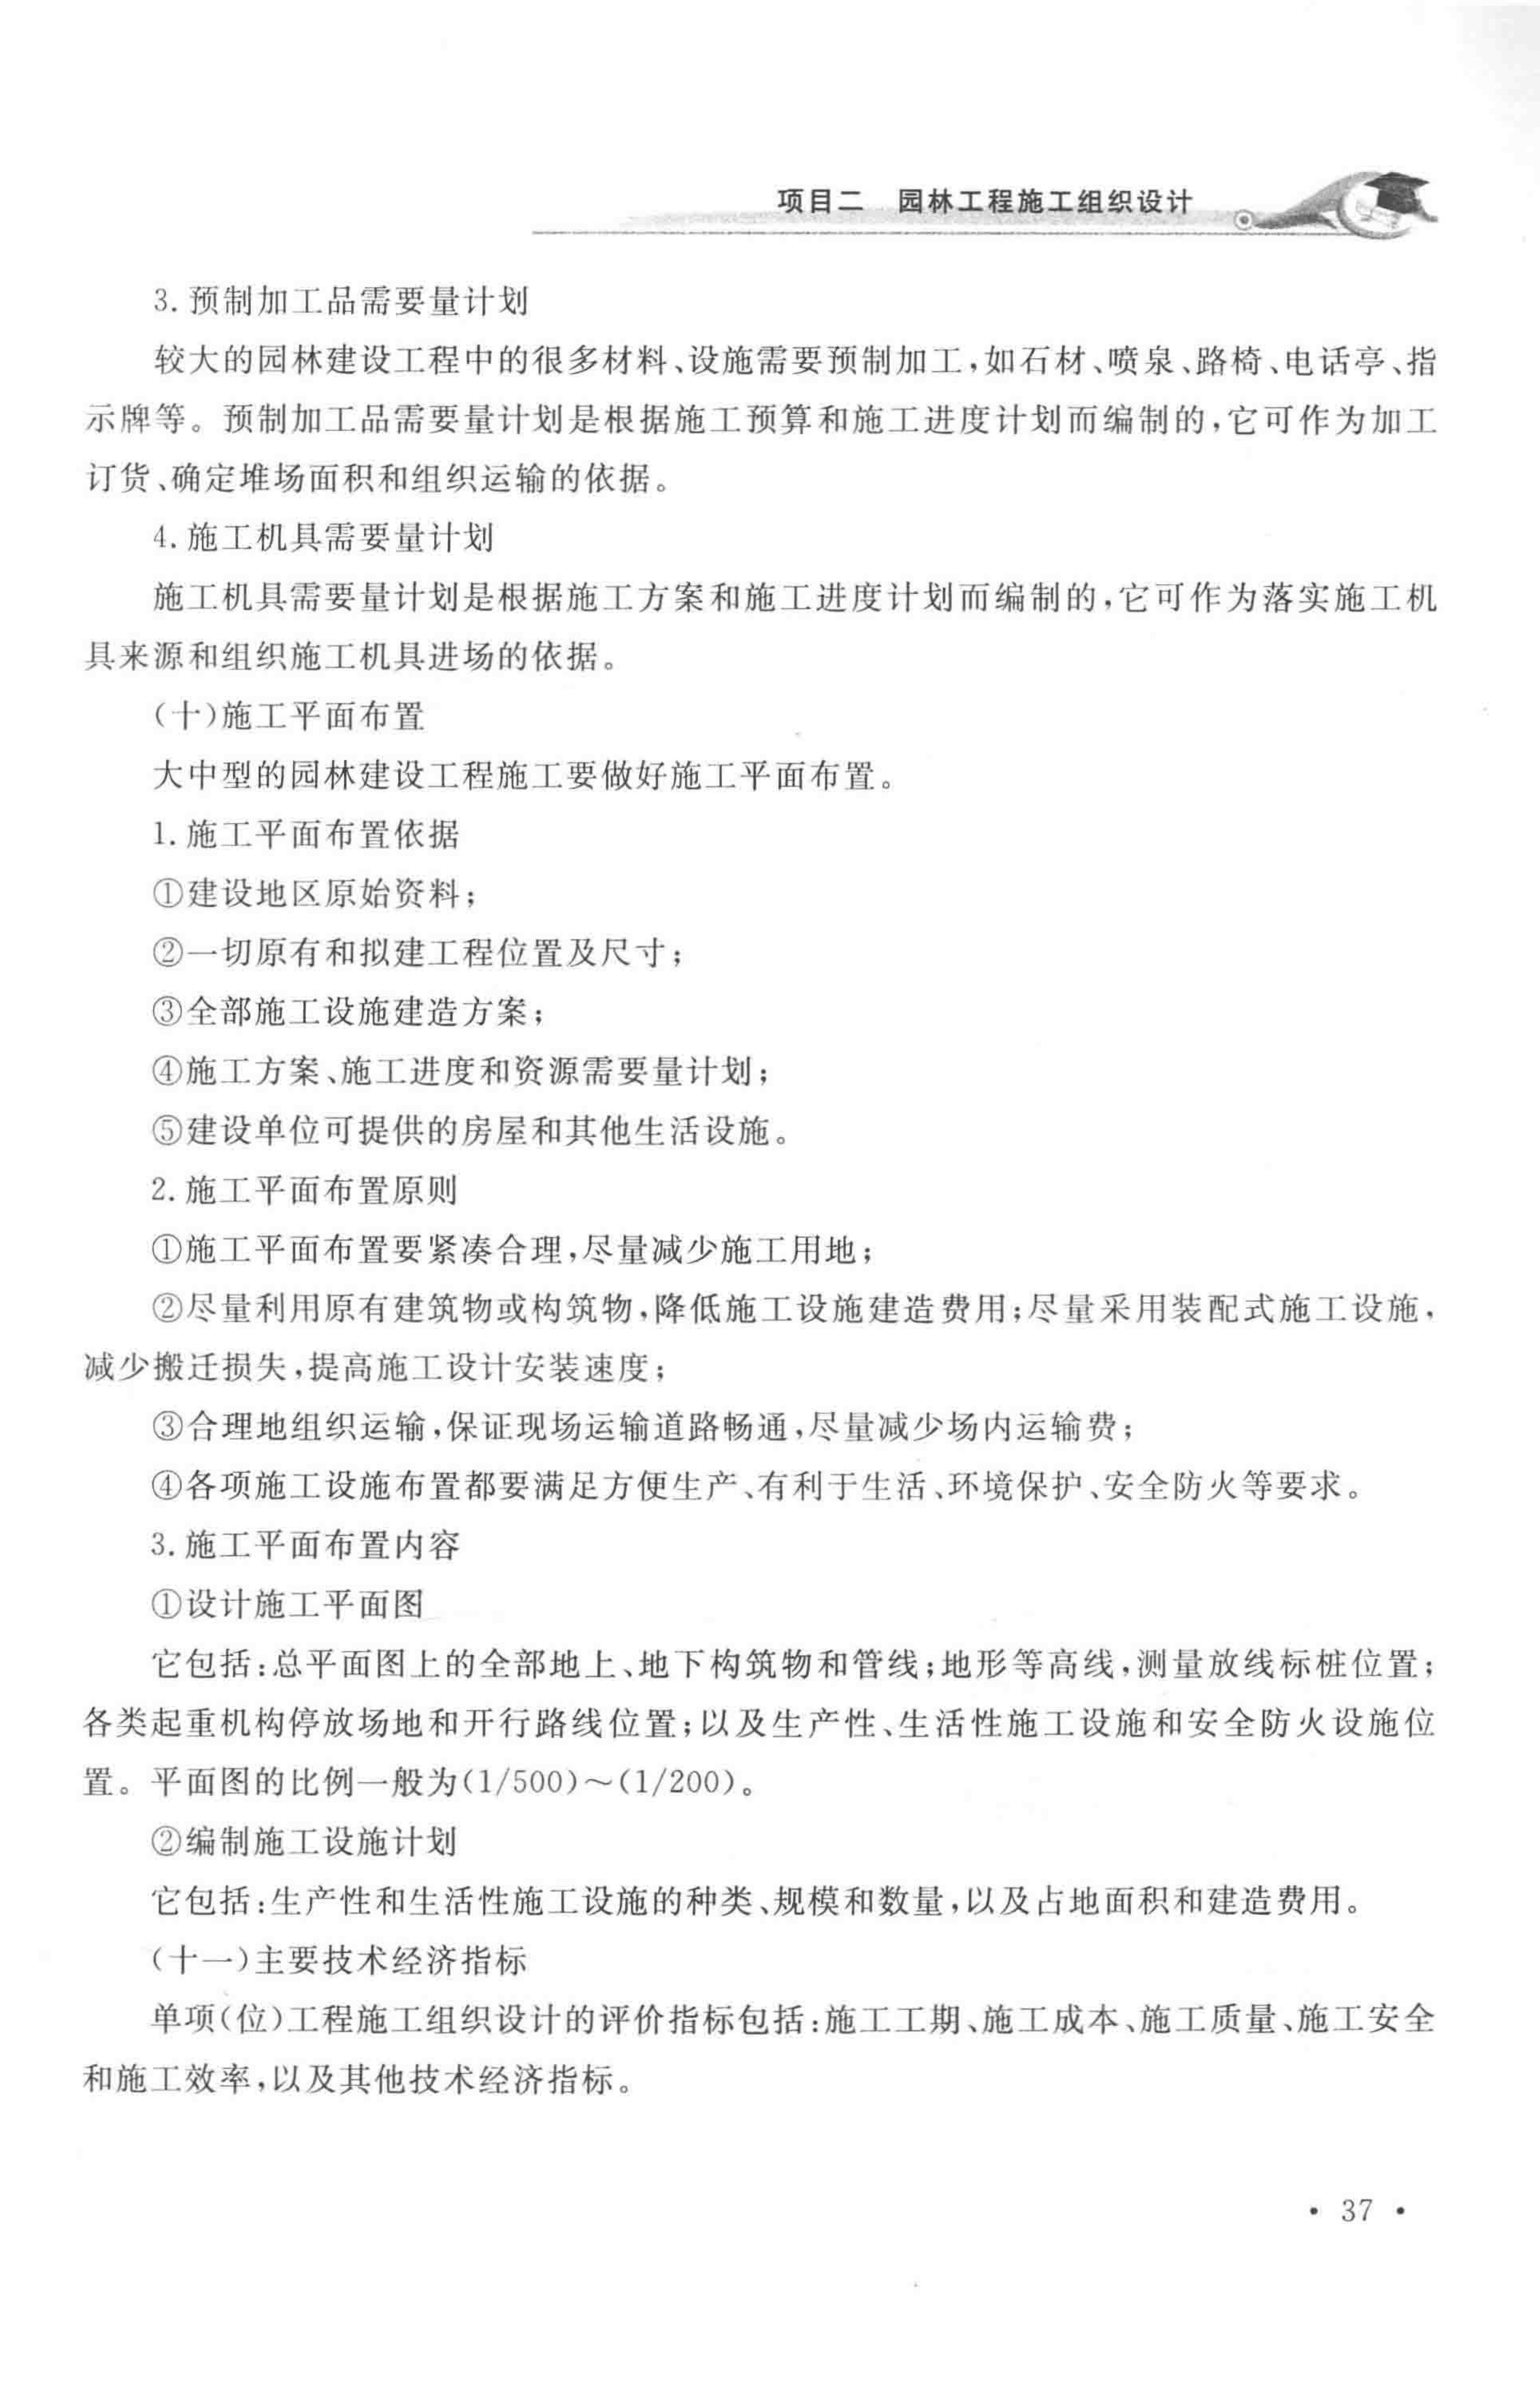 项目二　园林工程施工组织设计
3. 预制加工品需要量计划
较大的园林建设工程中的很多材料、设施需要预制加工,如石材、喷泉、路椅、电话亭、指
示牌等。预制加工品需要量计划是根据施工预算和施工进度计划而编制的,它可作为加工
订货、确定堆场面积和组织运输的依据。
4. 施工机具需要量计划
施工机具需要量计划是根据施工方案和施工进度计划而编制的,它可作为落实施工机
具来源和组织施工机具进场的依据。
(十)施工平面布置
大中型的园林建设工程施工要做好施工平面布置。
1. 施工平面布置依据
①建设地区原始资料;
②一切原有和拟建工程位置及尺寸;
③全部施工设施建造方案;
④施工方案、施工进度和资源需要量计划;
⑤建设单位可提供的房屋和其他生活设施。
2. 施工平面布置原则
①施工平面布置要紧凑合理,尽量减少施工用地;
②尽量利用原有建筑物或构筑物,降低施工设施建造费用;尽量采用装配式施工设施,
减少搬迁损失,提高施工设计安装速度;
③合理地组织运输,保证现场运输道路畅通,尽量减少场内运输费;
④各项施工设施布置都要满足方便生产、有利于生活、环境保护、安全防火等要求。
3. 施工平面布置内容
①设计施工平面图
它包括:总平面图上的全部地上、地下构筑物和管线;地形等高线,测量放线标桩位置;
各类起重机构停放场地和开行路线位置;以及生产性、生活性施工设施和安全防火设施位
置。平面图的比例一般为(1/500)～(1/200)。
②编制施工设施计划
它包括:生产性和生活性施工设施的种类、规模和数量,以及占地面积和建造费用。
(十一)主要技术经济指标
单项(位)工程施工组织设计的评价指标包括:施工工期、施工成本、施工质量、施工安全
和施工效率,以及其他技术经济指标。
• 37 •